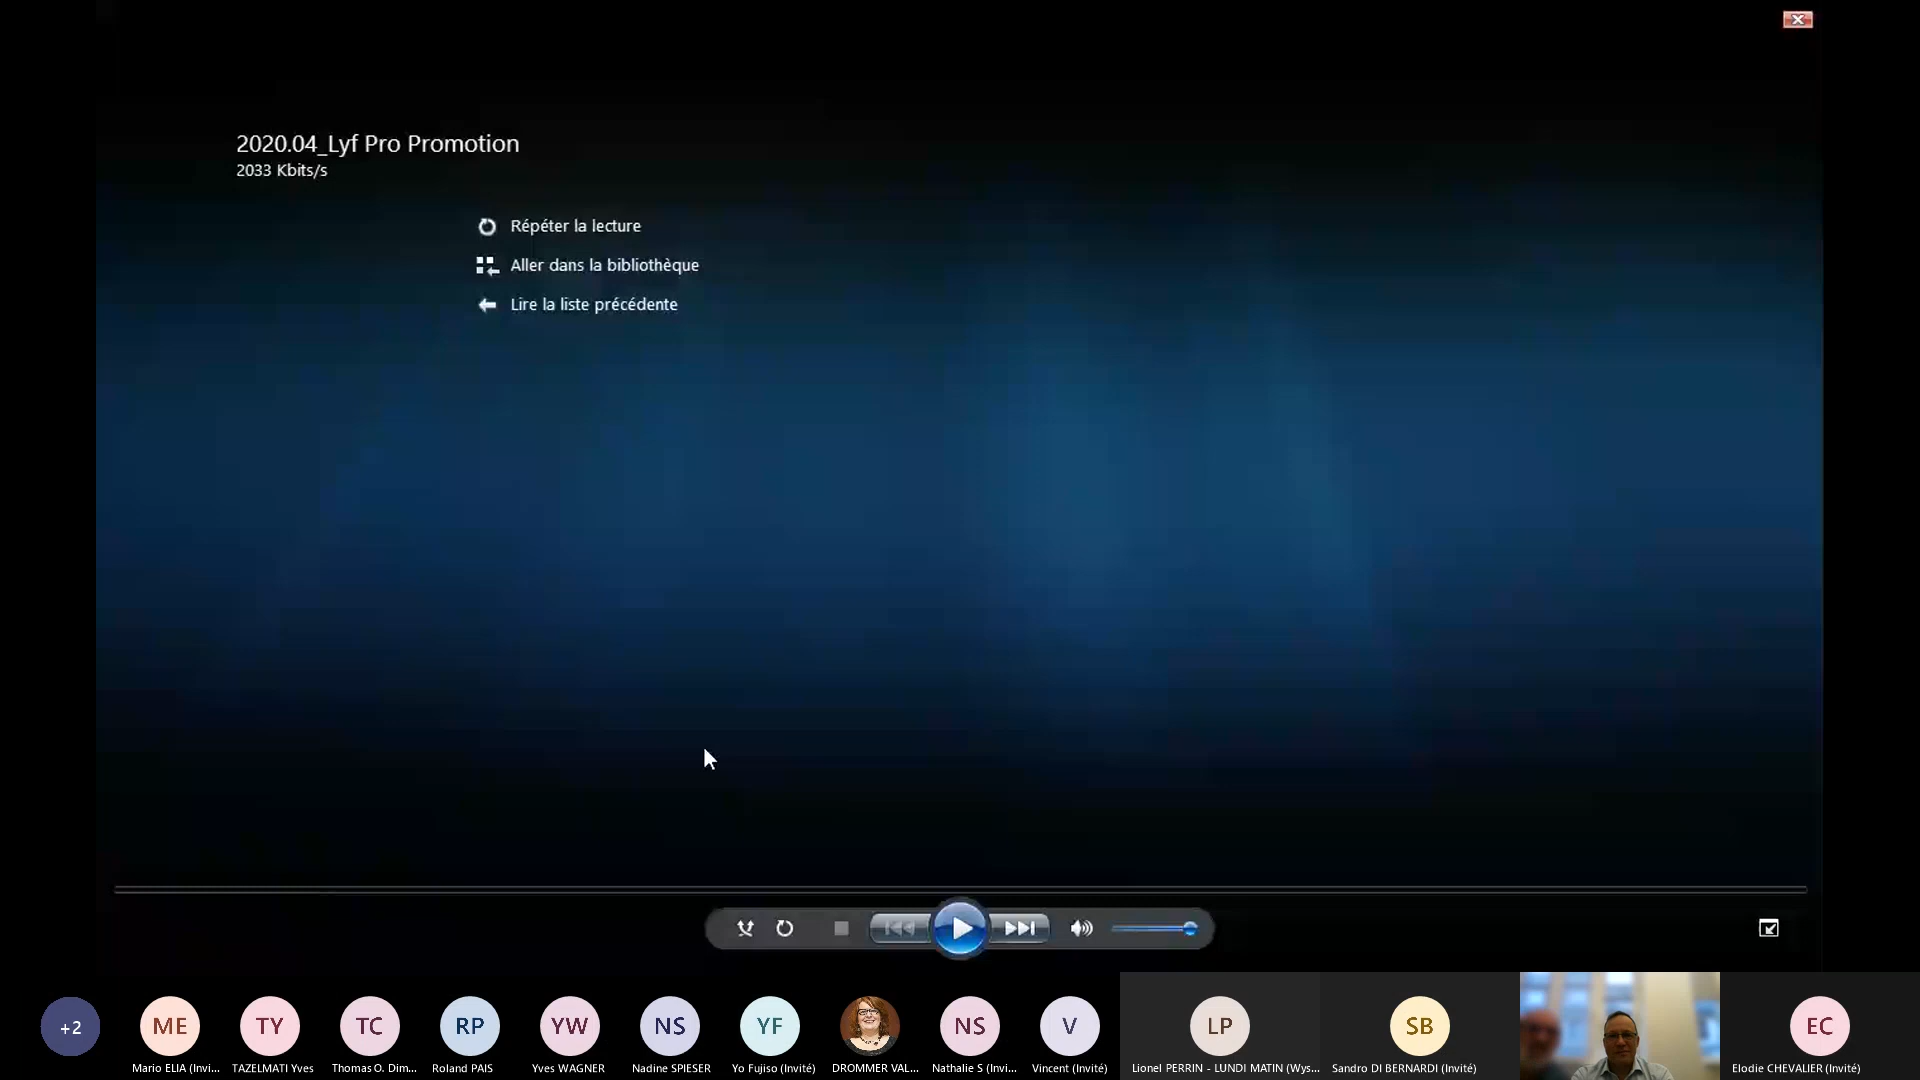 2020.04_Lyf Pro Promotion
2033 Kbits/s
Répéter la lecture
Aller dans la bibliothèque
Lire la liste précédente
+2 ME TY TC RP YW NS YF NS V LP SB EC
Mario ELIA (Invi... TAZELMATI Yves Thomas O. Dim... Roland PAIS Yves WAGNER Nadine SPIESER Yo Fujiso (Invité) DROMMER VAL... Nathalie S (Invi... Vincent (Invité) Lionel PERRIN - LUNDI MATIN (Wys... Sandro DI BERNARDI (Invité) Elodie CHEVALIER (Invité)